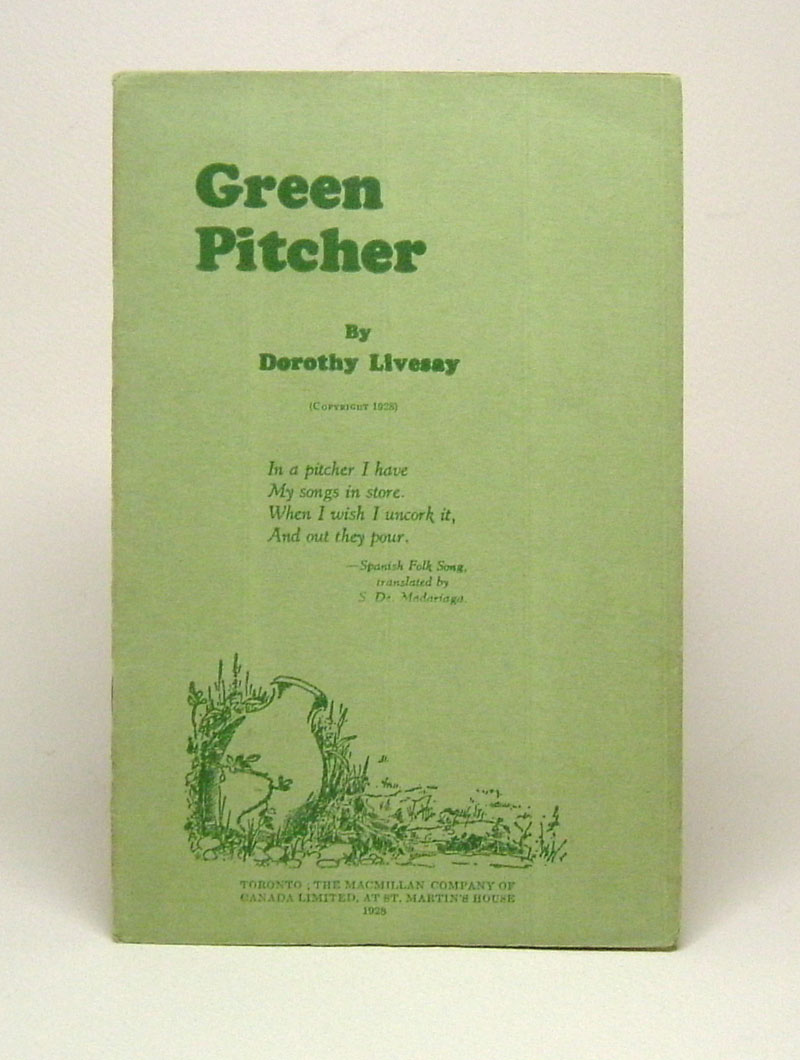 Green
Pitcher
By
Dorothy Livesay
(COPYRIGHT 1928)
In a pitcher I have
My songs in store.
When I wish I uncork it,
And out they pour.
—Spanish Folk Song,
translated by
S. De. Madariaga.
TORONTO : THE MACMILLAN COMPANY OF
CANADA LIMITED, AT ST. MARTIN'S HOUSE
1928